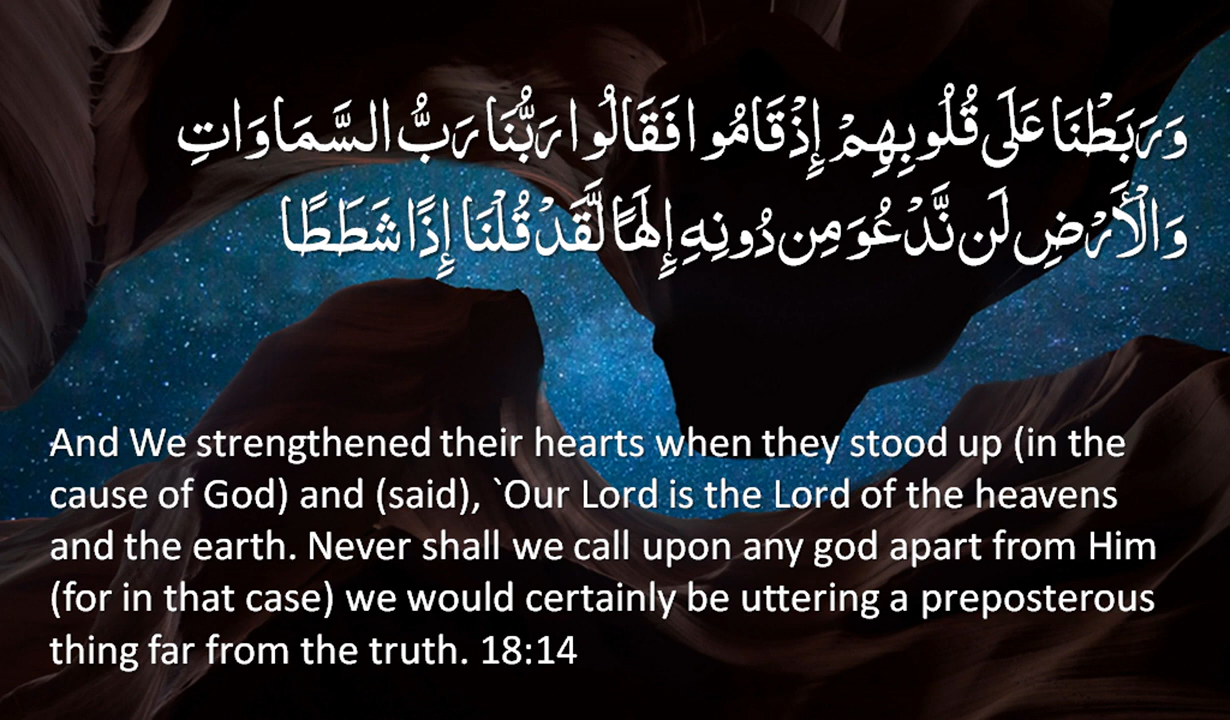 وَرَبَطْنَا عَلَىٰ قُلُوبِهِمْ إِذْ قَامُوا فَقَالُوا رَبُّنَا رَبُّ السَّمَاوَاتِ
وَالْأَرْضِ لَن نَّدْعُوَ مِن دُونِهِ إِلَٰهًا لَّقَدْ قُلْنَا إِذًا شَطَطًا
And We strengthened their hearts when they stood up (in the
cause of God) and (said), `Our Lord is the Lord of the heavens
and the earth. Never shall we call upon any god apart from Him
(for in that case) we would certainly be uttering a preposterous
thing far from the truth. 18:14